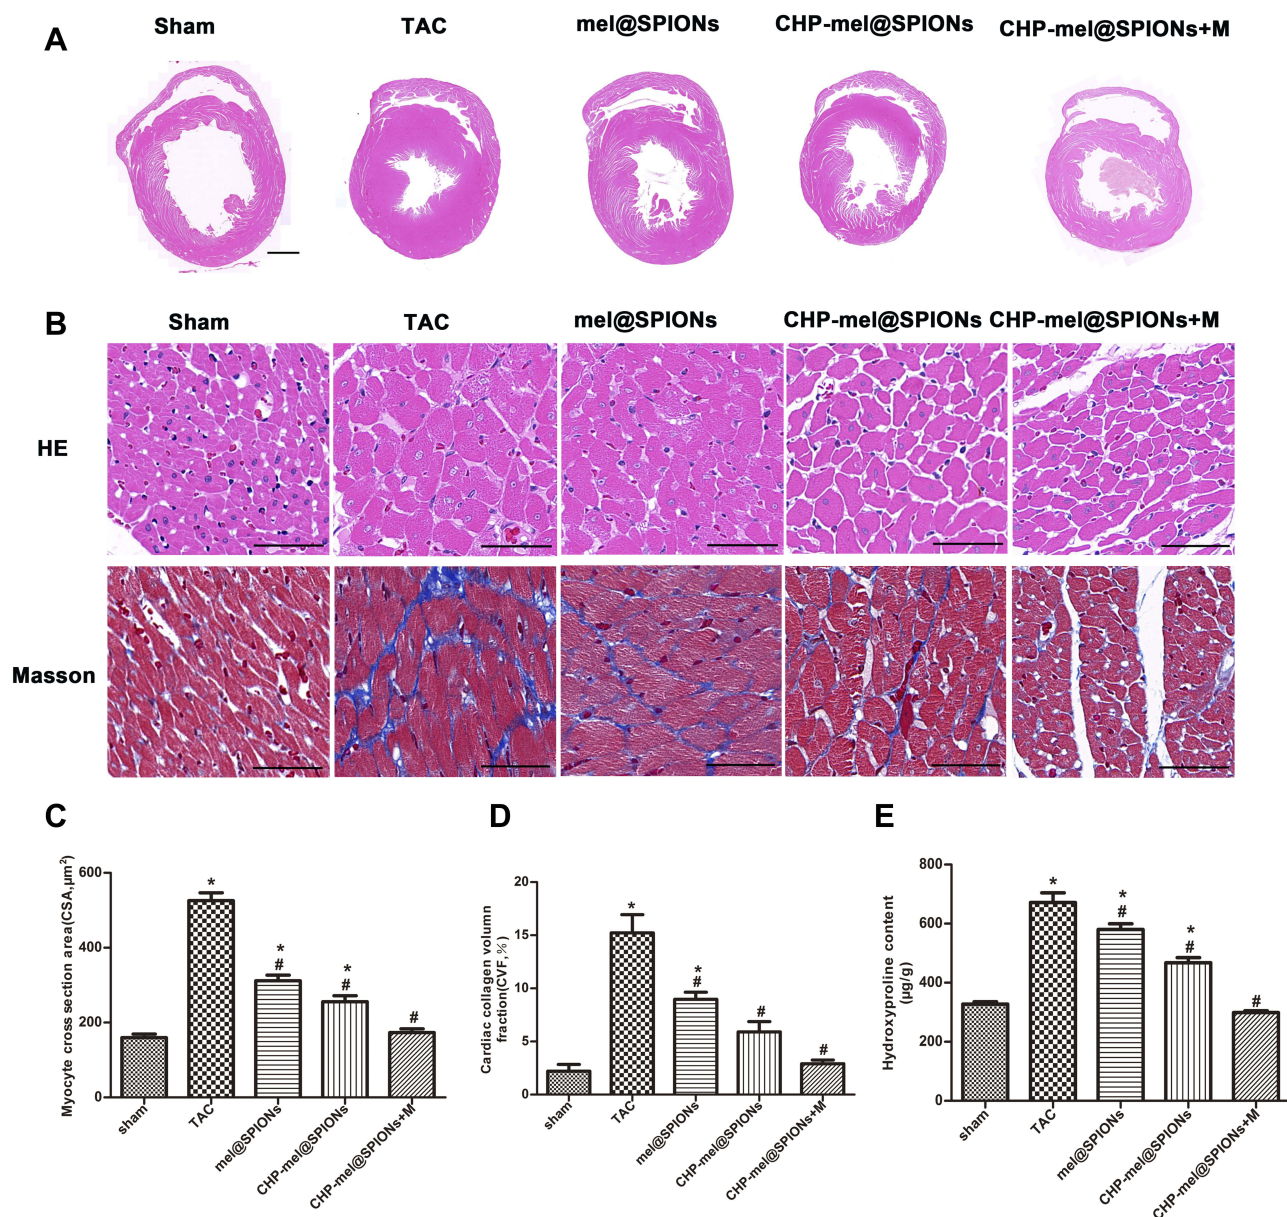 A
Sham
TAC
mel@SPIONs
CHP-mel@SPIONs
CHP-mel@SPIONs+M
B
Sham
TAC
mel@SPIONs
CHP-mel@SPIONs
CHP-mel@SPIONs+M
HE
Masson
C
Myocyte cross section area(CSA,µm²)
600
400
200
0
*
*
#
*
#
#
sham
TAC
mel@SPIONs
CHP-mel@SPIONs
CHP-mel@SPIONs+M
D
Cardiac collagen volumn
fraction(CVF,%)
20
15
10
5
0
*
*
#
#
#
sham
TAC
mel@SPIONs
CHP-mel@SPIONs
CHP-mel@SPIONs+M
E
Hydroxyproline content
(µg/g)
800
600
400
200
0
*
*
#
*
#
#
sham
TAC
mel@SPIONs
CHP-mel@SPIONs
CHP-mel@SPIONs+M